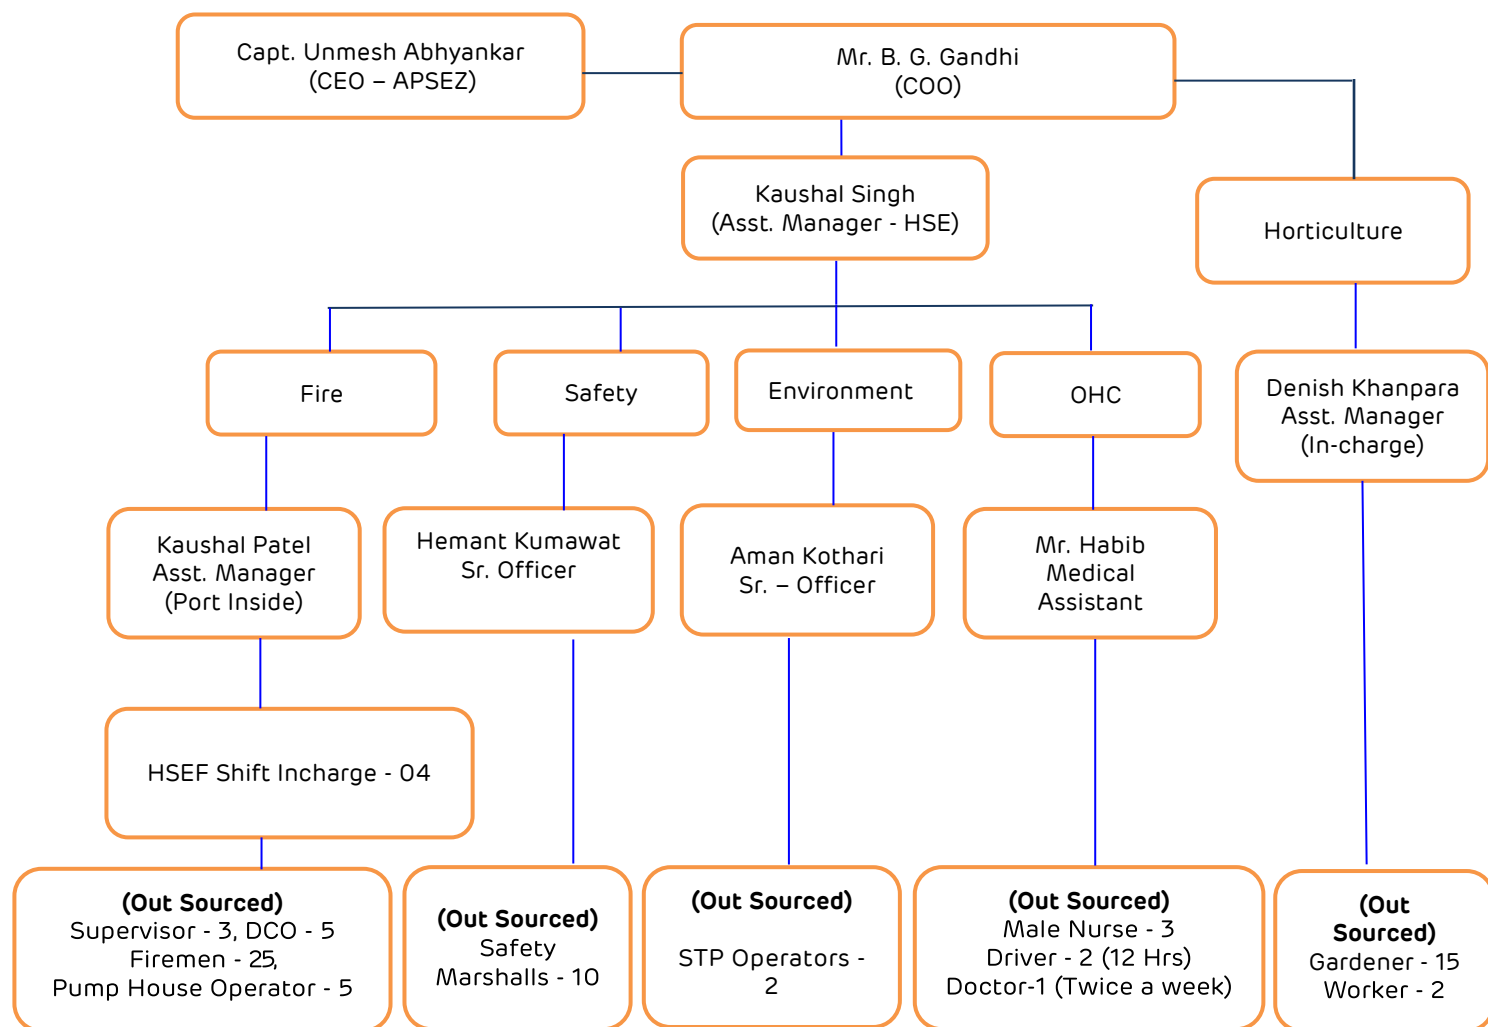 Capt. Unmesh Abhyankar
(CEO – APSEZ)
Mr. B. G. Gandhi
(COO)
Kaushal Singh
(Asst. Manager - HSE)
Horticulture
Fire
Safety
Environment
OHC
Denish Khanpara
Asst. Manager
(In-charge)
Kaushal Patel
Asst. Manager
(Port Inside)
Hemant Kumawat
Sr. Officer
Aman Kothari
Sr. – Officer
Mr. Habib
Medical
Assistant
HSEF Shift Incharge - 04
(Out Sourced)
Supervisor - 3, DCO - 5
Firemen - 25,
Pump House Operator - 5
(Out Sourced)
Safety
Marshalls - 10
(Out Sourced)
STP Operators -
2
(Out Sourced)
Male Nurse - 3
Driver - 2 (12 Hrs)
Doctor-1 (Twice a week)
(Out
Sourced)
Gardener - 15
Worker - 2